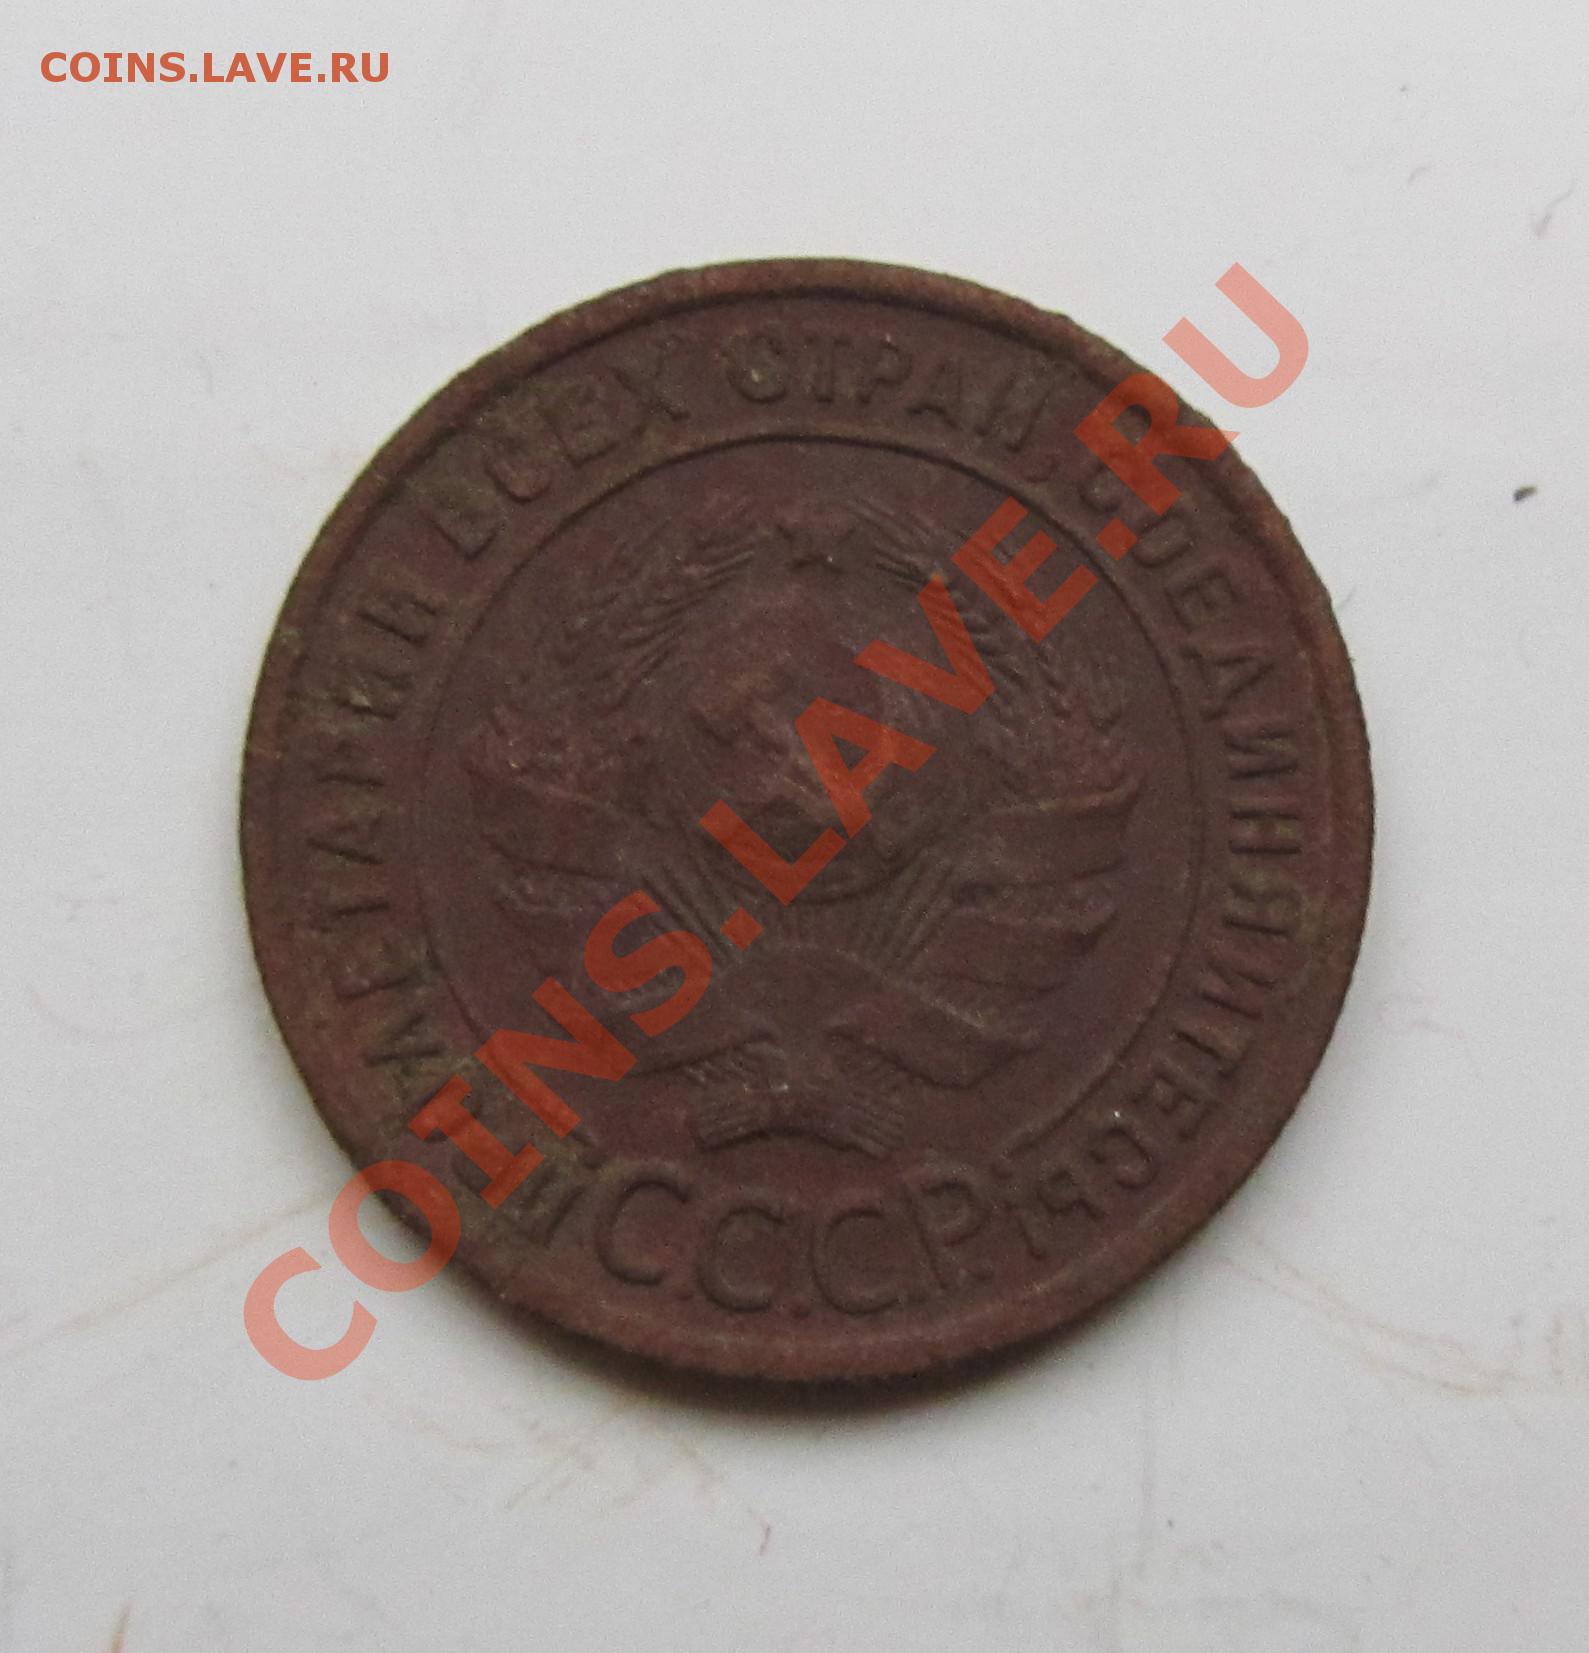 COINS.LAVE.RU
ПРОЛЕТАРИИ ВСЕХ СТРАН, СОЕДИНЯЙТЕСЬ!
С.С.С.Р.
COINS.LAVE.RU